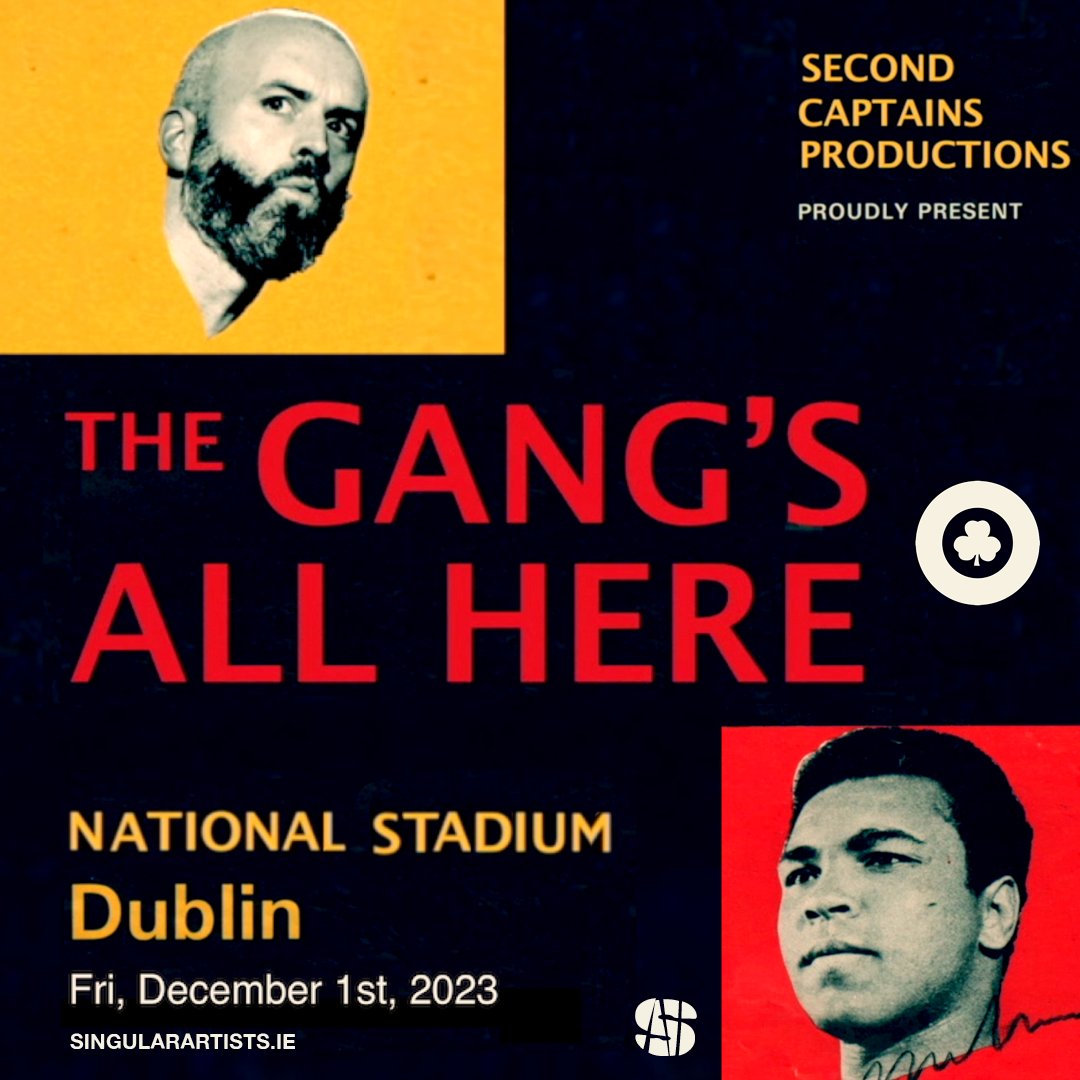 SECOND
CAPTAINS
PRODUCTIONS
PROUDLY PRESENT
THE GANG'S
ALL HERE
NATIONAL STADIUM
Dublin
Fri, December 1st, 2023
SINGULARARTISTS.IE